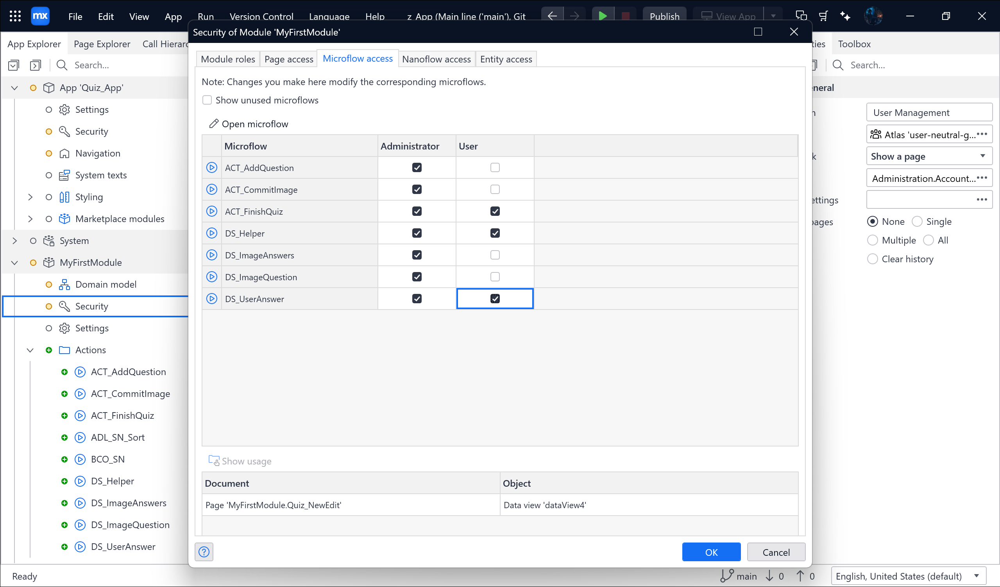 mx File Edit View App Run Version Control Language Help z_App (Main line ('main'), Git Publish View App
App Explorer Page Explorer Call Hierarc
Search...
App 'Quiz_App'
Settings
Security
Navigation
System texts
Styling
Marketplace modules
System
MyFirstModule
Domain model
Security
Settings
Actions
ACT_AddQuestion
ACT_CommitImage
ACT_FinishQuiz
ADL_SN_Sort
BCO_SN
DS_Helper
DS_ImageAnswers
DS_ImageQuestion
DS_UserAnswer
Security of Module 'MyFirstModule'
Module roles Page access Microflow access Nanoflow access Entity access
Note: Changes you make here modify the corresponding microflows.
Show unused microflows
Open microflow
Microflow Administrator User
ACT_AddQuestion
ACT_CommitImage
ACT_FinishQuiz
DS_Helper
DS_ImageAnswers
DS_ImageQuestion
DS_UserAnswer
Show usage
Document Object
Page 'MyFirstModule.Quiz_NewEdit' Data view 'dataView4'
OK Cancel
ties Toolbox
Search...
eneral
n User Management
Atlas 'user-neutral-g...
k Show a page
Administration.Account...
ettings
pages None Single
Multiple All
Clear history
Ready main 0 0 English, United States (default)